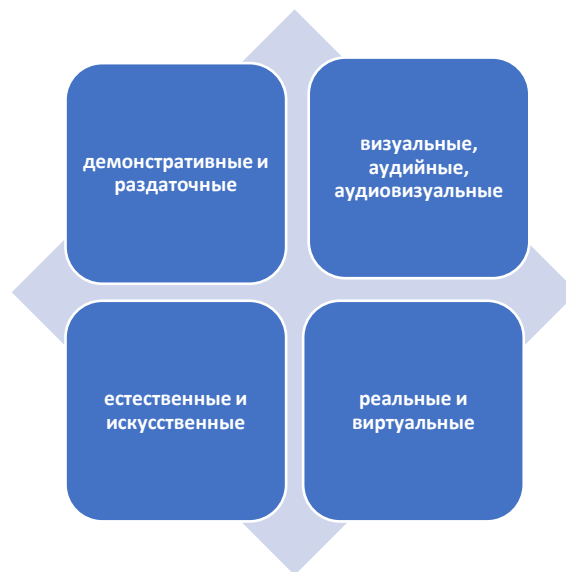 демонстративные и
раздаточные
визуальные,
аудийные,
аудиовизуальные
естественные и
искусственные
реальные и
виртуальные